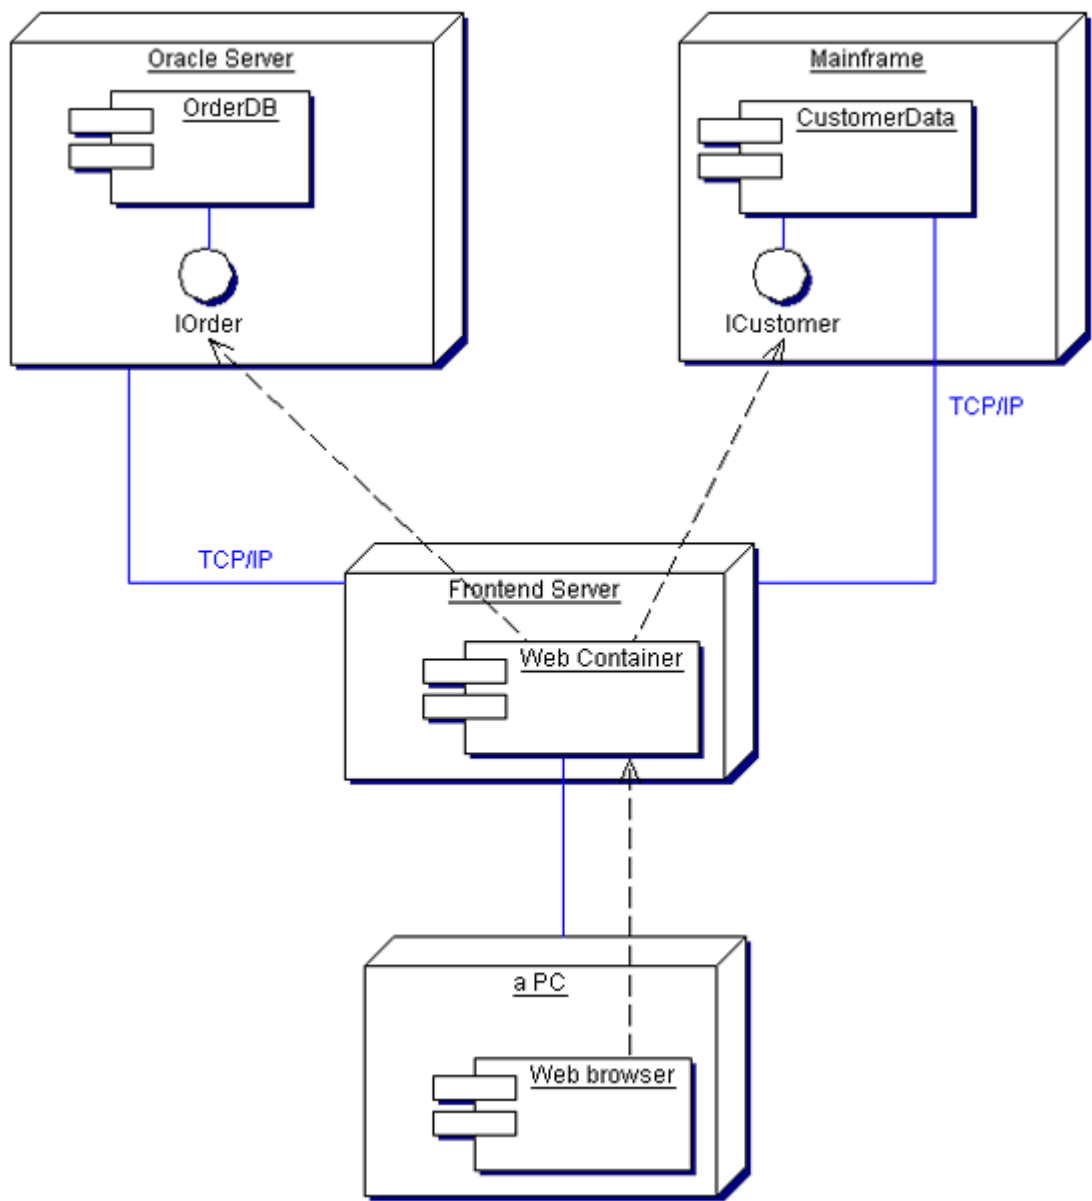 Oracle Server
OrderDB
IOrder
Mainframe
CustomerData
ICustomer
TCP/IP
TCP/IP
Frontend Server
Web Container
a PC
Web browser